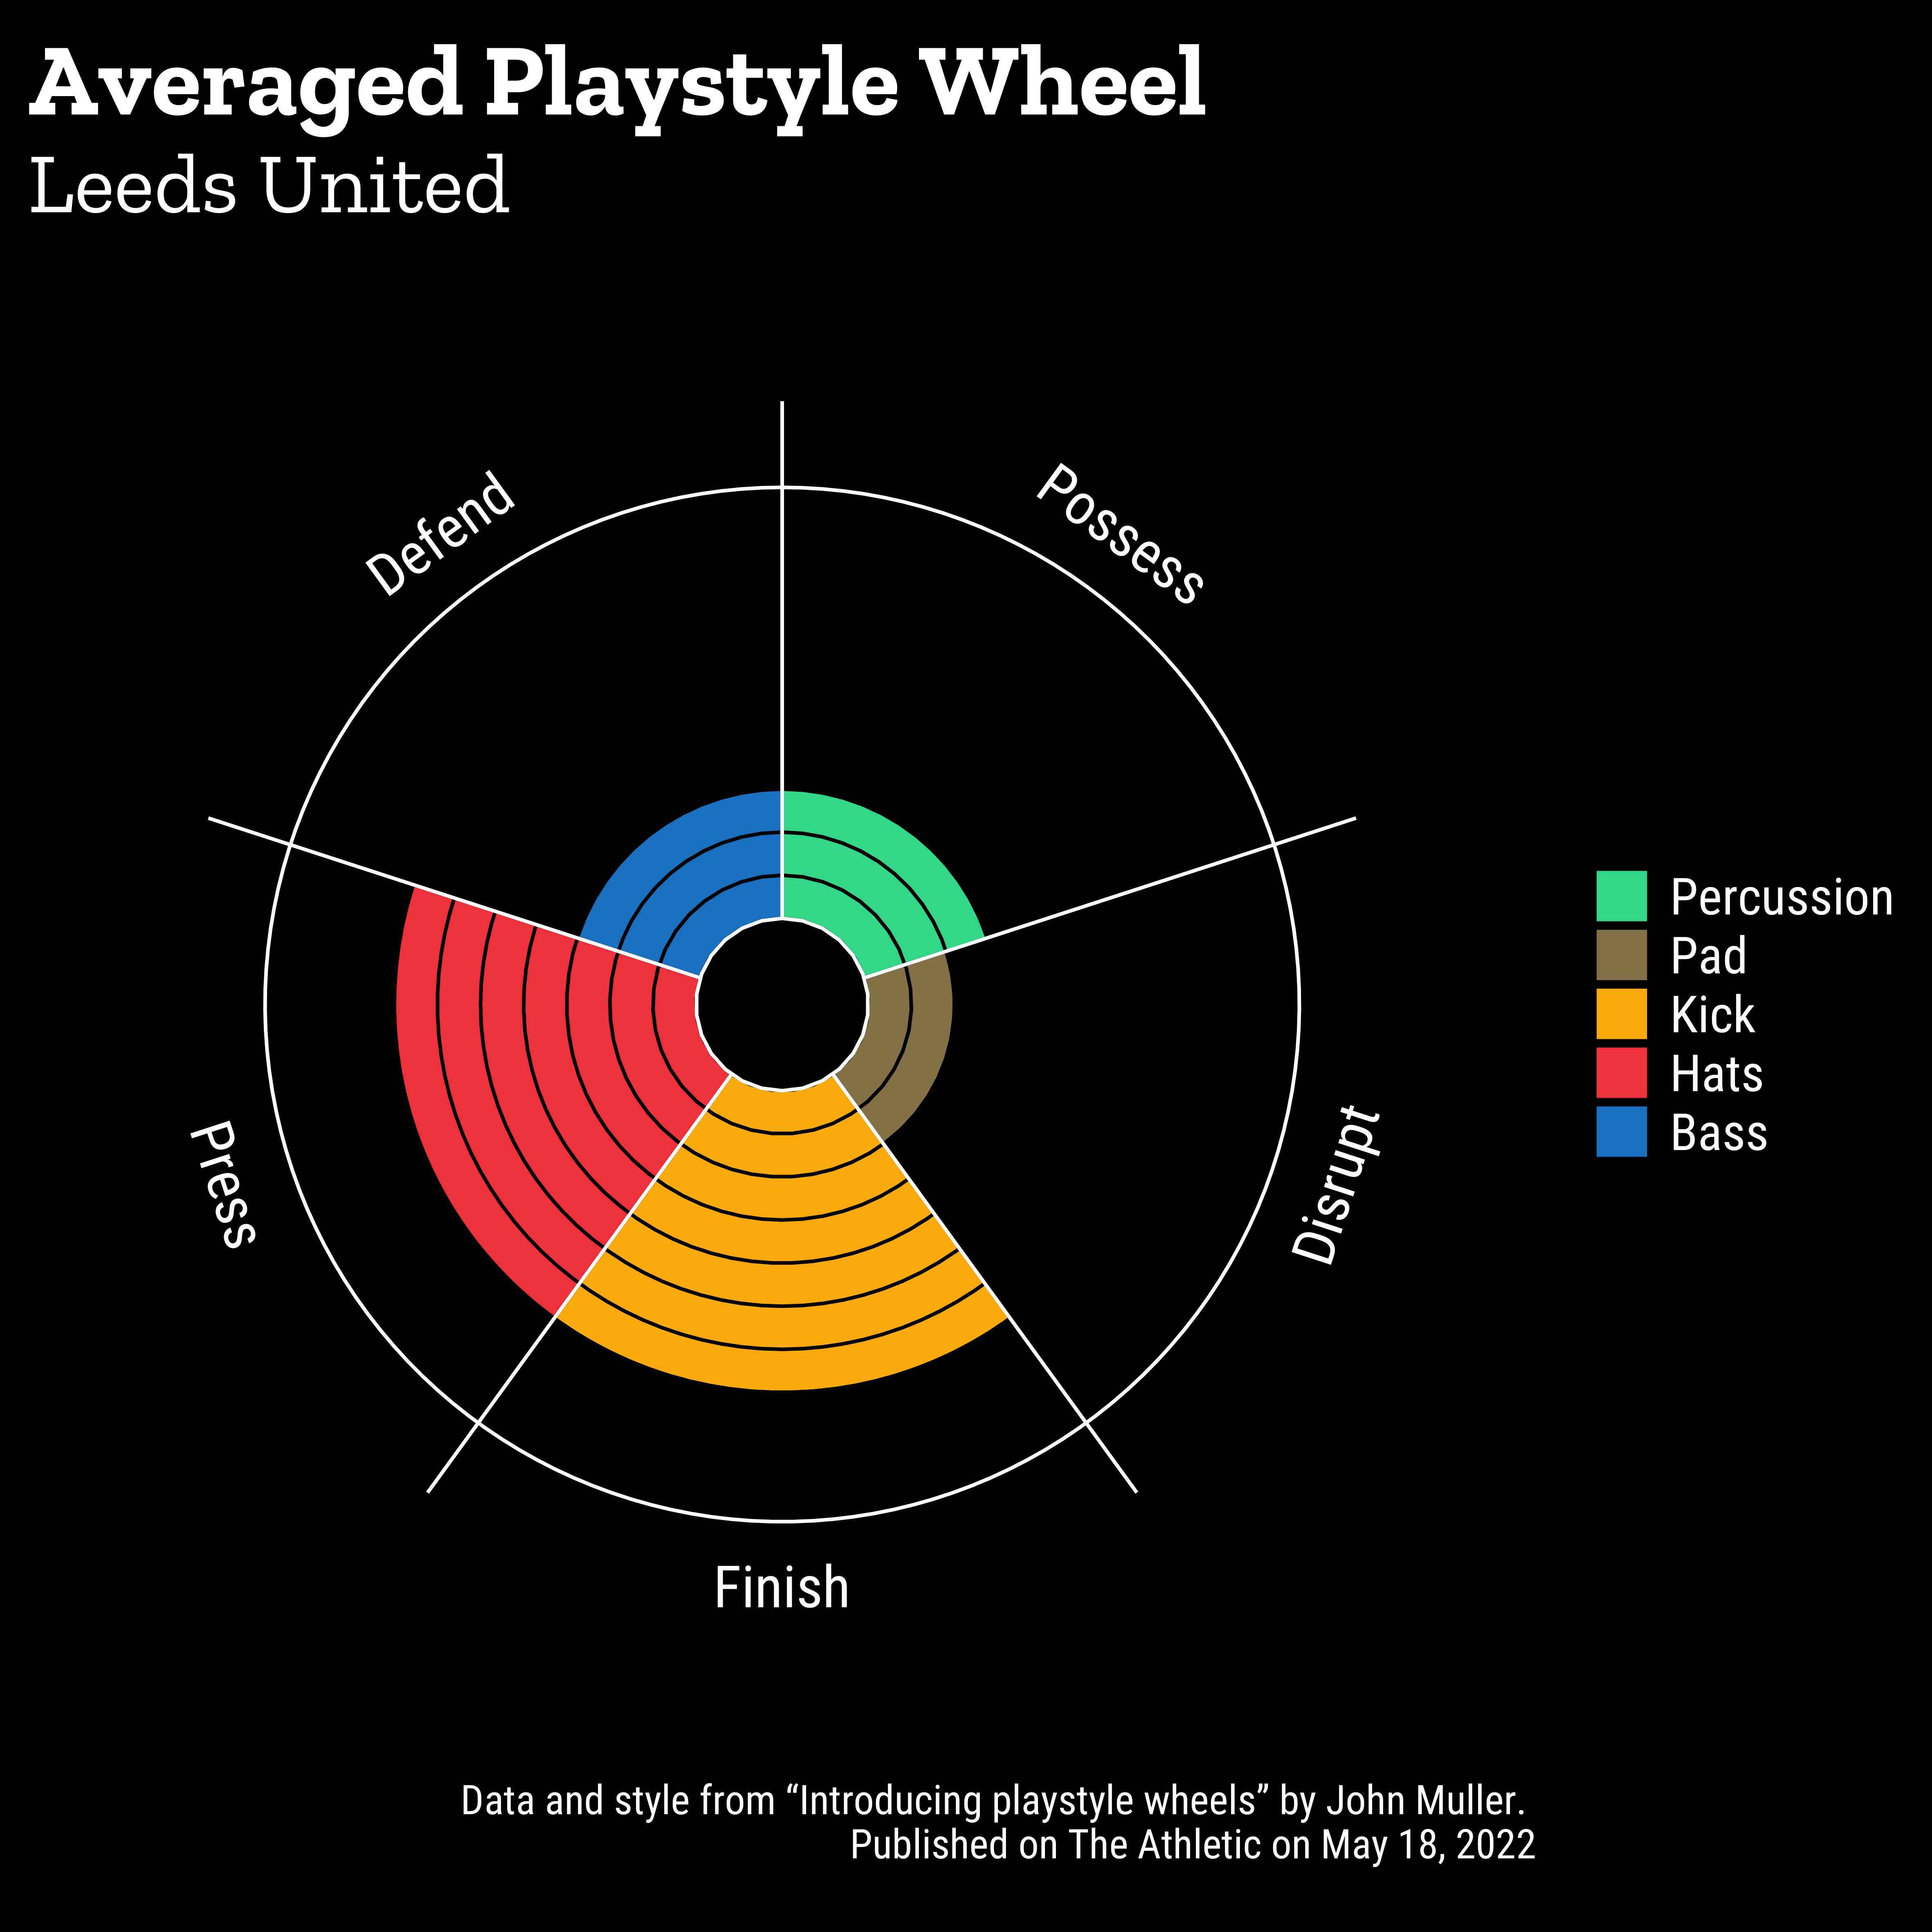 Averaged Playstyle Wheel
Leeds United
Defend
Possess
Press
Disrupt
Finish
Percussion
Pad
Kick
Hats
Bass
Data and style from “Introducing playstyle wheels” by John Muller.
Published on The Athletic on May 18, 2022